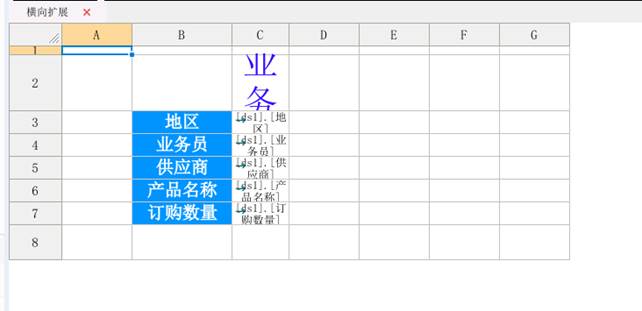 横向扩展 ×
A B C D E F G
1
2 业
务
3 地区 [ds1].[地
区]
4 业务员 [ds1].[业
务员]
5 供应商 [ds1].[供
应商]
6 产品名称 [ds1].[产
品名称]
7 订购数量 [ds1].[订
购数量]
8